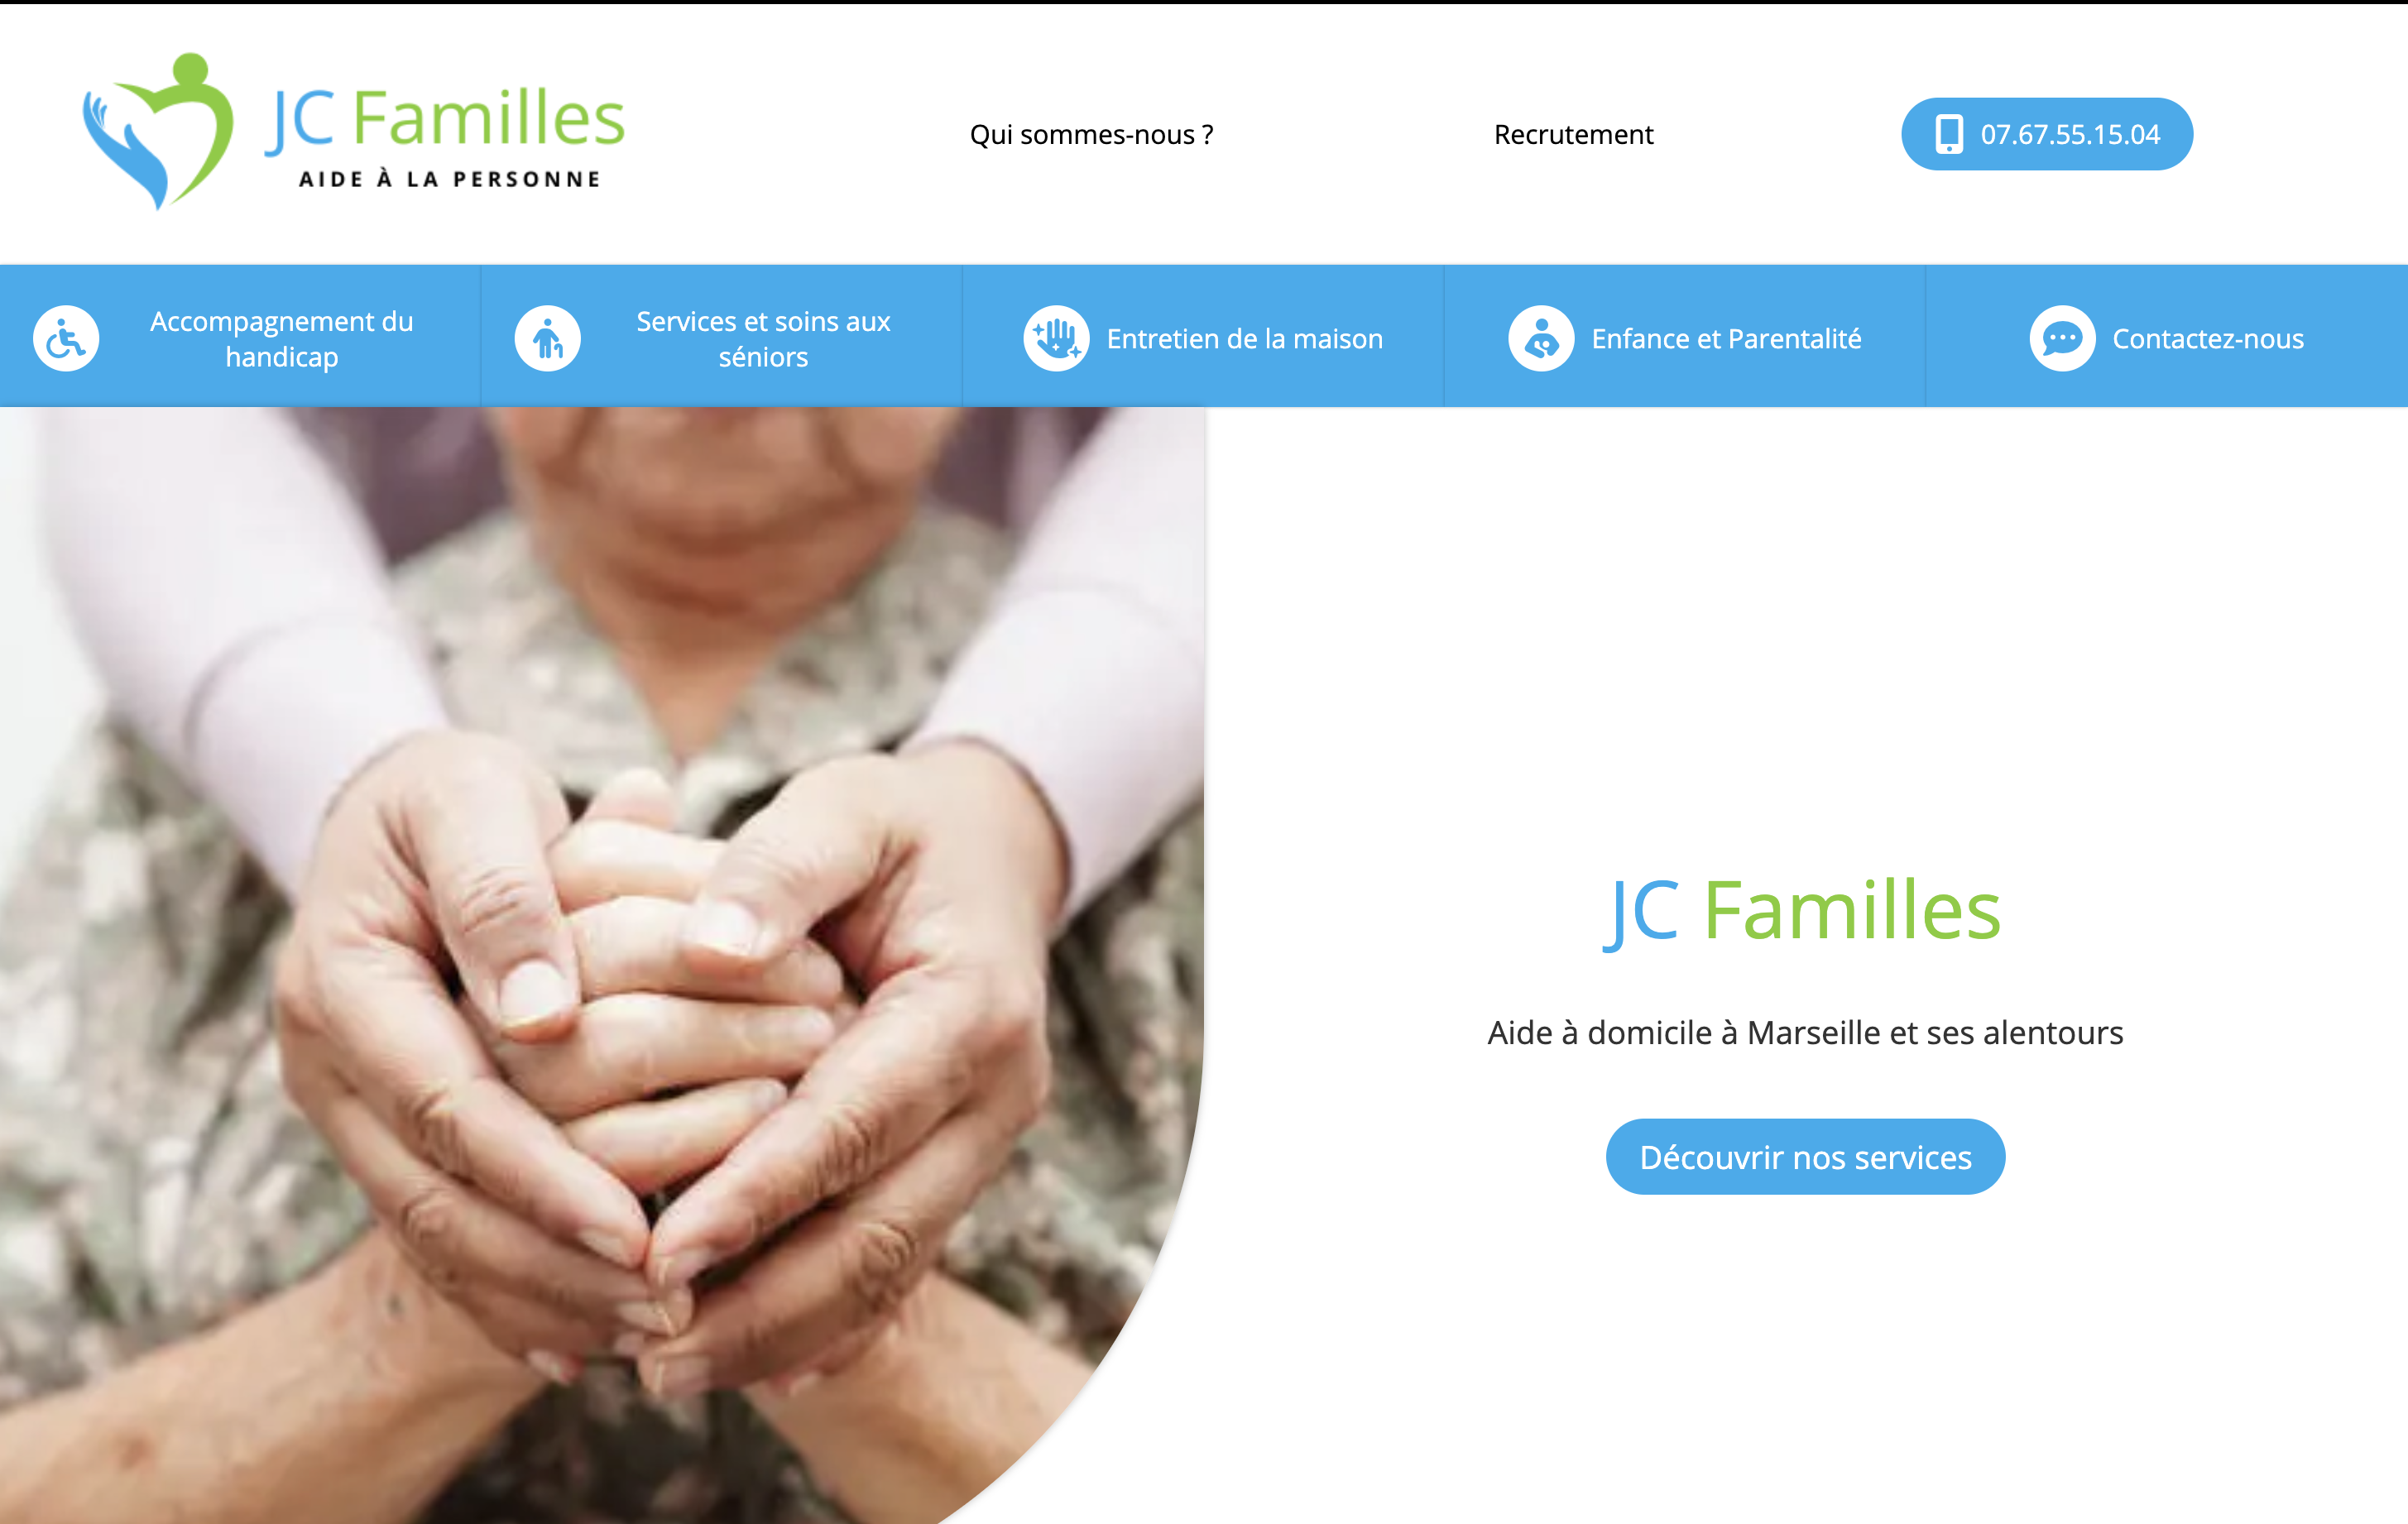 JC Familles
AIDE À LA PERSONNE
Qui sommes-nous ?
Recrutement
07.67.55.15.04
Accompagnement du
handicap
Services et soins aux
séniors
Entretien de la maison
Enfance et Parentalité
Contactez-nous
JC Familles
Aide à domicile à Marseille et ses alentours
Découvrir nos services